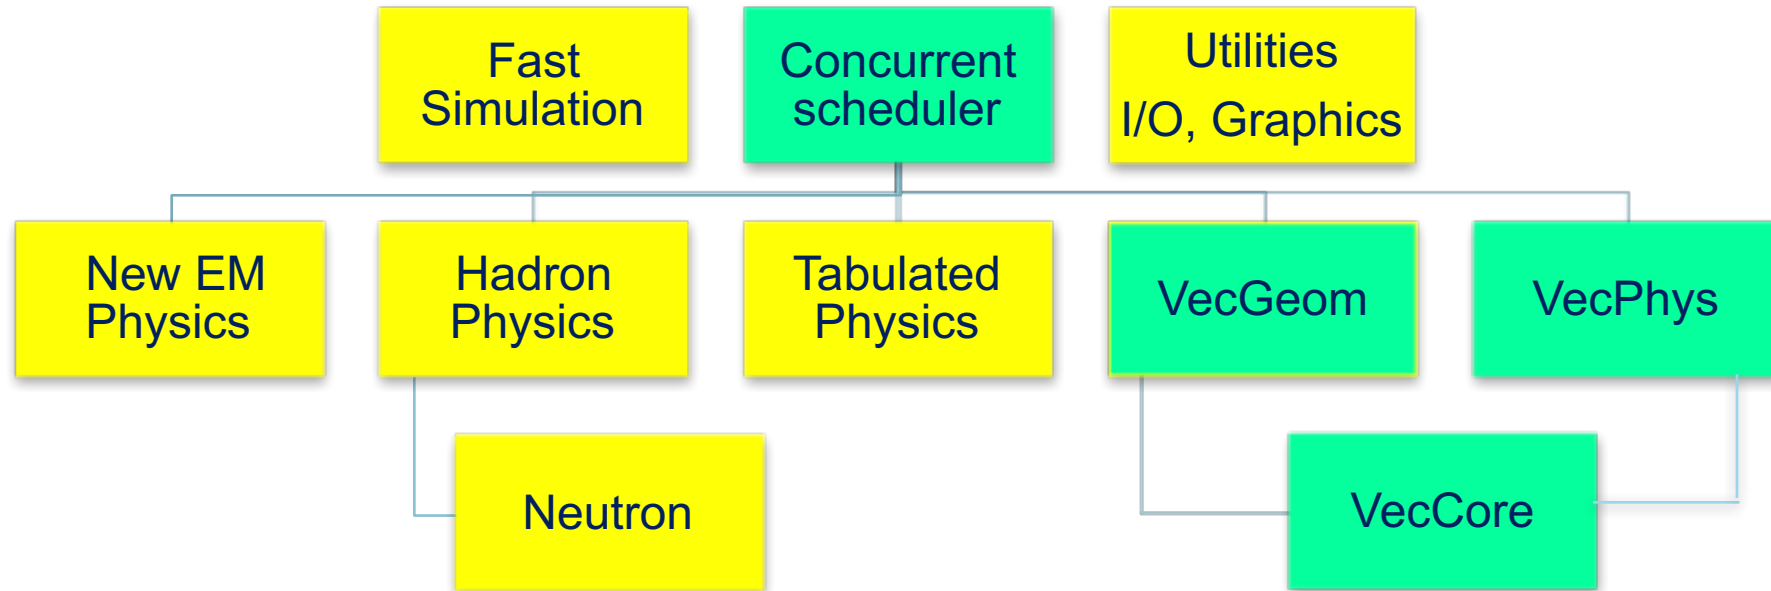 Fast
Simulation
Concurrent
scheduler
Utilities
I/O, Graphics
New EM
Physics
Hadron
Physics
Tabulated
Physics
VecGeom
VecPhys
Neutron
VecCore